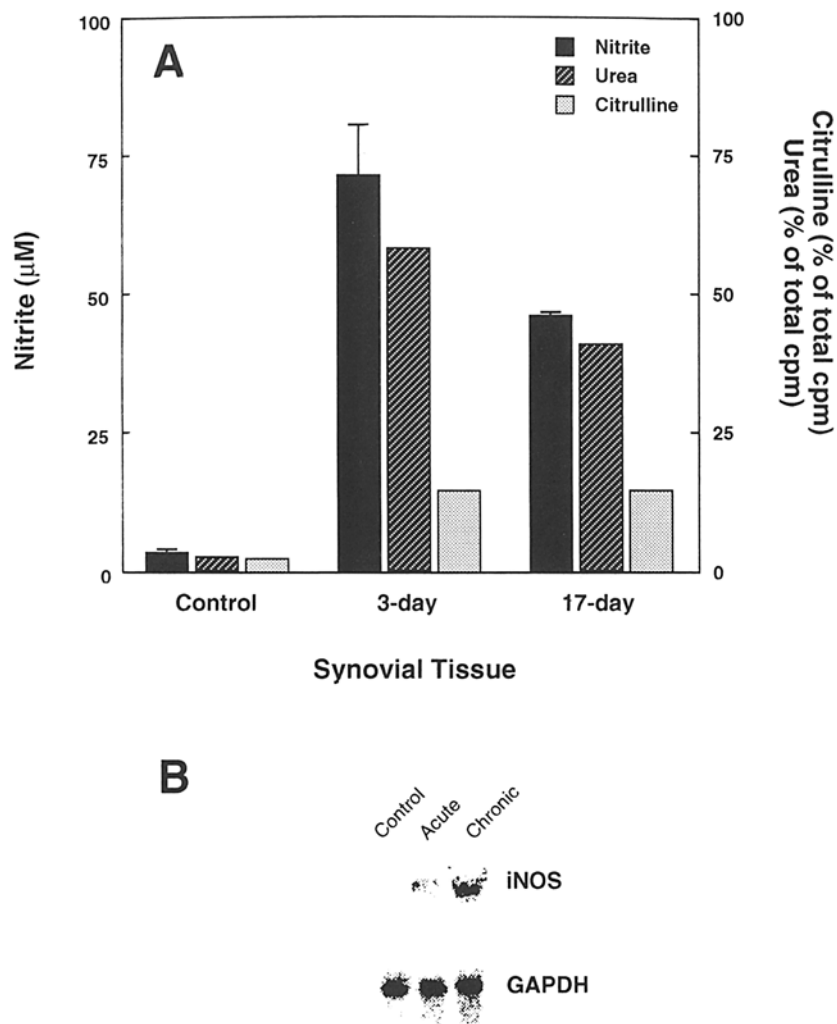 A
Nitrite
Urea
Citrulline
100
75
50
25
0
Nitrite (μM)
100
75
50
25
0
Citrulline (% of total cpm)
Urea (% of total cpm)
Control 3-day 17-day
Synovial Tissue
B
Control Acute Chronic
iNOS
GAPDH